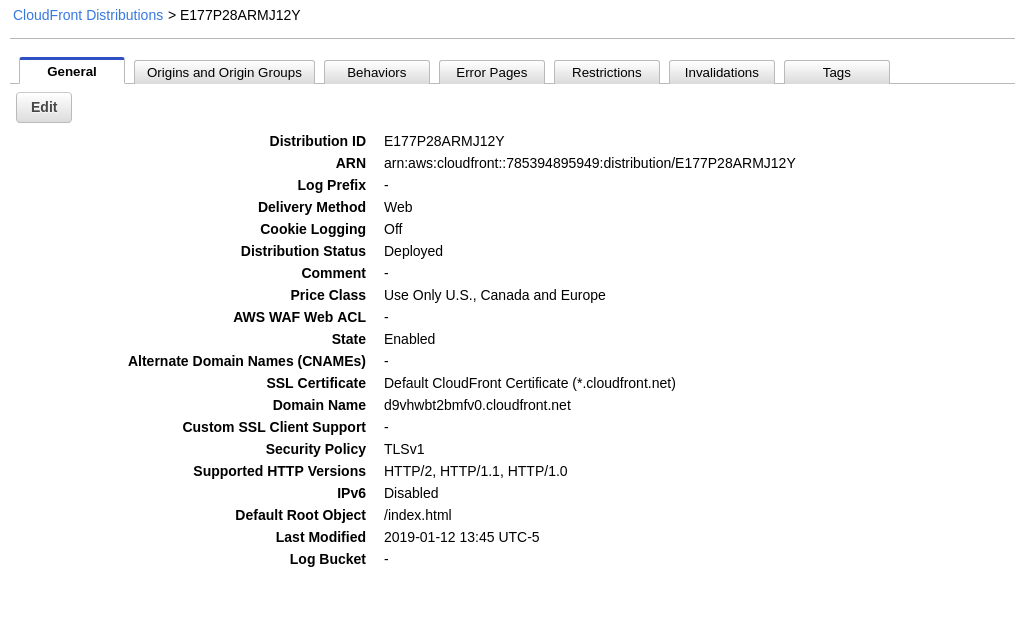 CloudFront Distributions > E177P28ARMJ12Y
General Origins and Origin Groups Behaviors Error Pages Restrictions Invalidations Tags
Edit
Distribution ID E177P28ARMJ12Y
ARN arn:aws:cloudfront::785394895949:distribution/E177P28ARMJ12Y
Log Prefix -
Delivery Method Web
Cookie Logging Off
Distribution Status Deployed
Comment -
Price Class Use Only U.S., Canada and Europe
AWS WAF Web ACL -
State Enabled
Alternate Domain Names (CNAMEs) -
SSL Certificate Default CloudFront Certificate (*.cloudfront.net)
Domain Name d9vhwbt2bmfv0.cloudfront.net
Custom SSL Client Support -
Security Policy TLSv1
Supported HTTP Versions HTTP/2, HTTP/1.1, HTTP/1.0
IPv6 Disabled
Default Root Object /index.html
Last Modified 2019-01-12 13:45 UTC-5
Log Bucket -